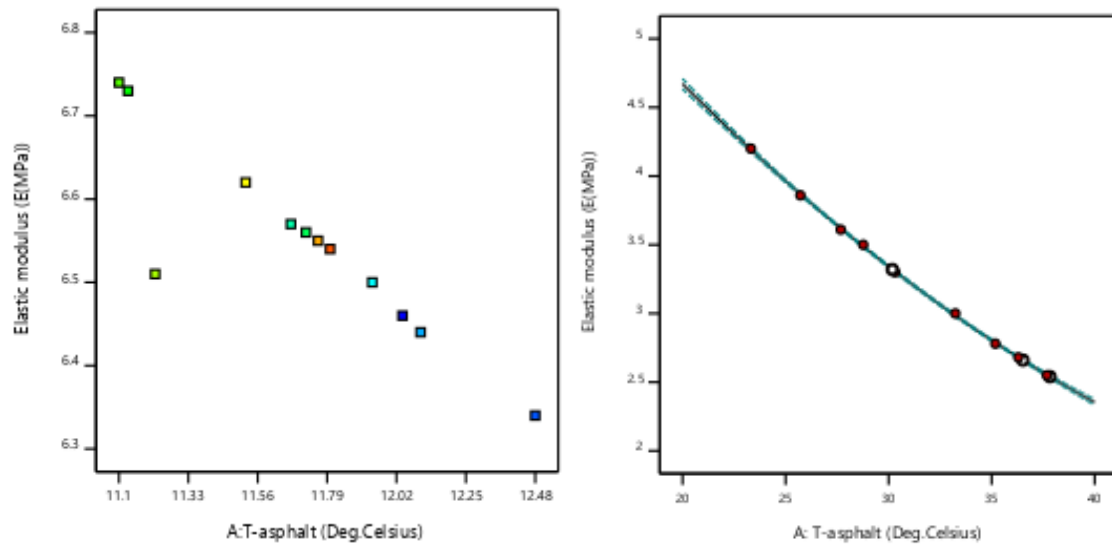 6.8
6.7
6.6
6.5
6.4
6.3
Elastic modulus (E(MPa))
11.1 11.33 11.56 11.79 12.02 12.25 12.48
A:T-asphalt (Deg.Celsius)
5
4.5
4
3.5
3
2.5
2
Elastic modulus (E(MPa))
20 25 30 35 40
A: T-asphalt (Deg.Celsius)